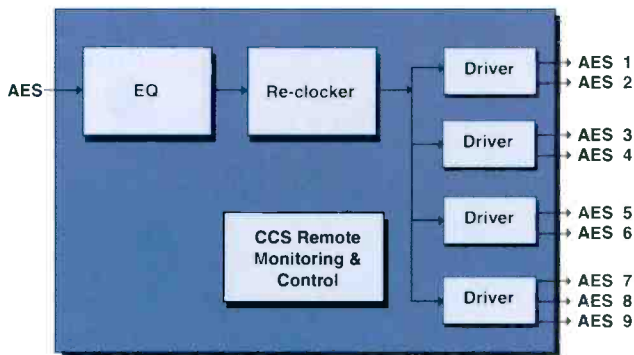 AES
EQ
Re-clocker
Driver
AES 1
AES 2
Driver
AES 3
AES 4
Driver
AES 5
AES 6
Driver
AES 7
AES 8
AES 9
CCS Remote
Monitoring &
Control